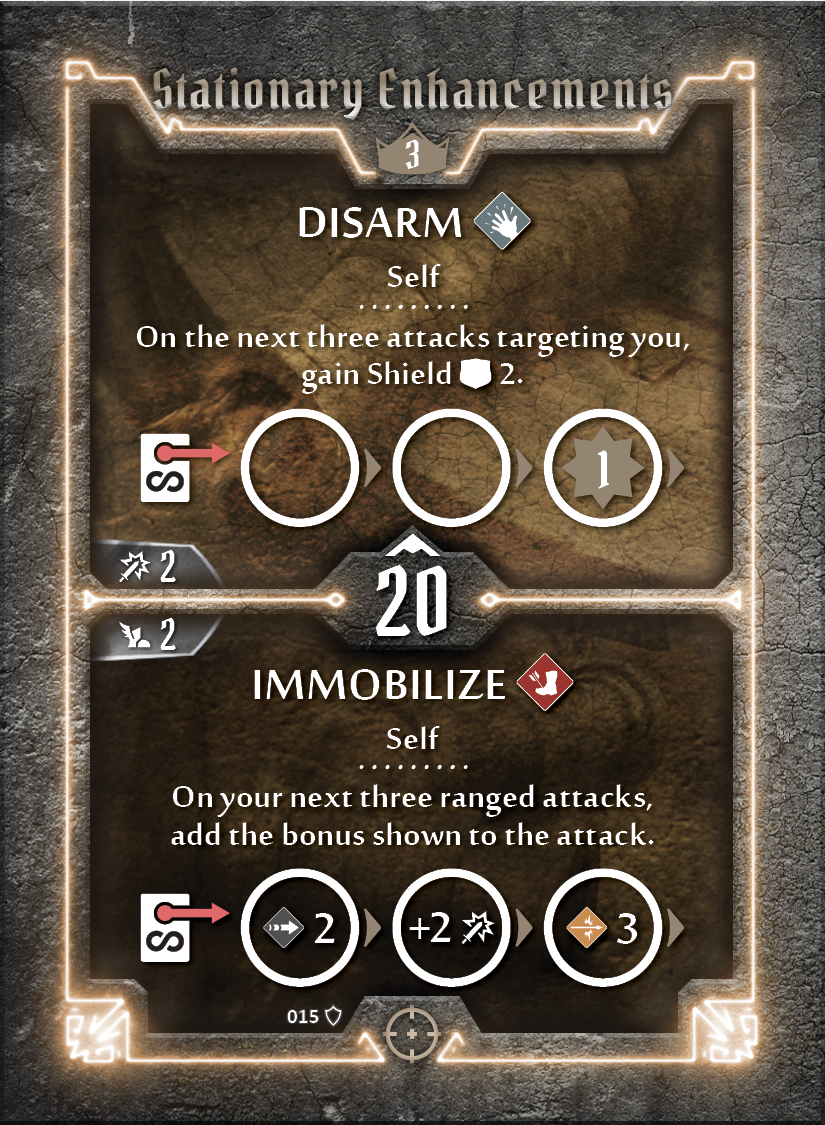 Stationary Enhancements
3
DISARM
Self
On the next three attacks targeting you,
gain Shield 2.
1
2
20
2
IMMOBILIZE
Self
On your next three ranged attacks,
add the bonus shown to the attack.
2 +2 3
015